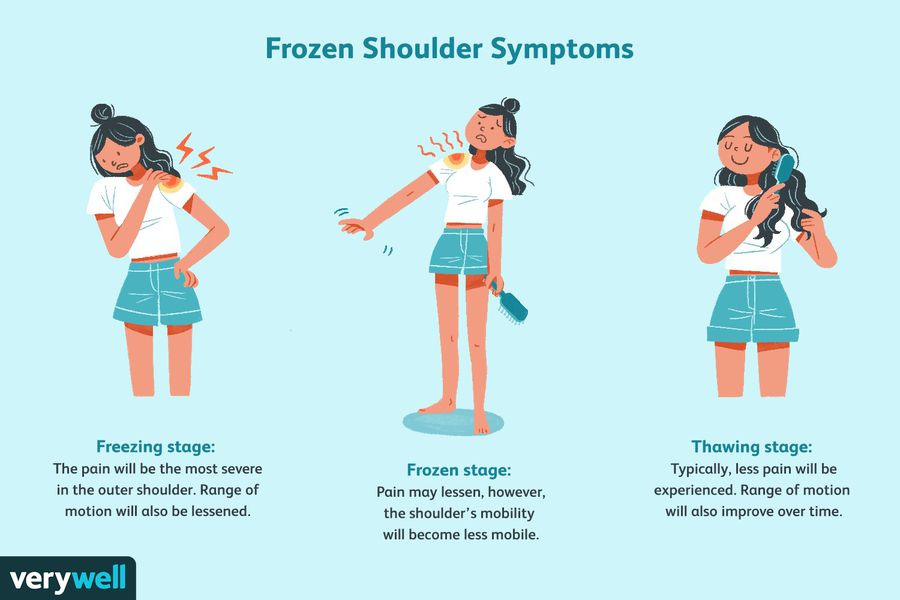 Frozen Shoulder Symptoms
Freezing stage:
The pain will be the most severe
in the outer shoulder. Range of
motion will also be lessened.
Frozen stage:
Pain may lessen, however,
the shoulder's mobility
will become less mobile.
Thawing stage:
Typically, less pain will be
experienced. Range of motion
will also improve over time.
verywell